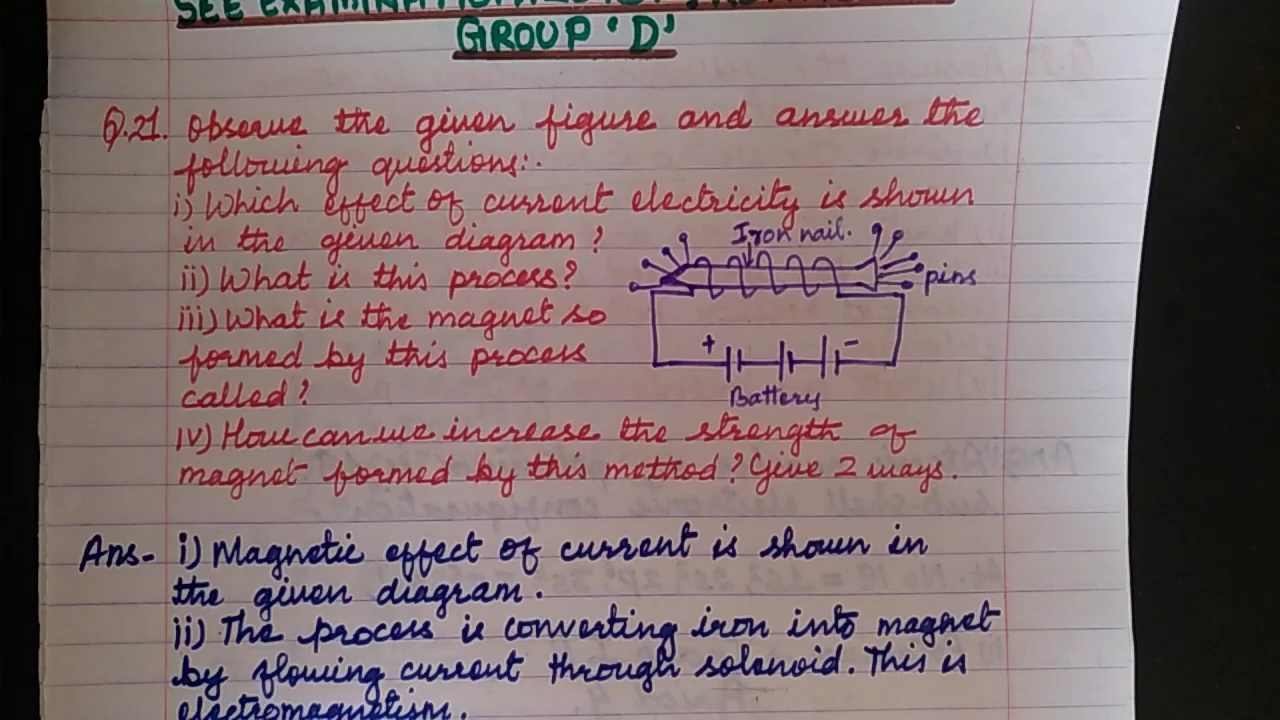 SEE EXAMINATION
GROUP 'D'
Q.21. Observe the given figure and answer the
following questions:-
i) Which effect of current electricity is shown
in the given diagram?
ii) What is this process?
iii) What is the magnet so
formed by this process
called?
Iron nail.
pins
+
-
Battery
iv) How can we increase the strength of
magnet formed by this method? Give 2 ways.
Ans- i) Magnetic effect of current is shown in
the given diagram.
ii) The process is converting iron into magnet
by flowing current through solenoid. This is
electromagnetism.